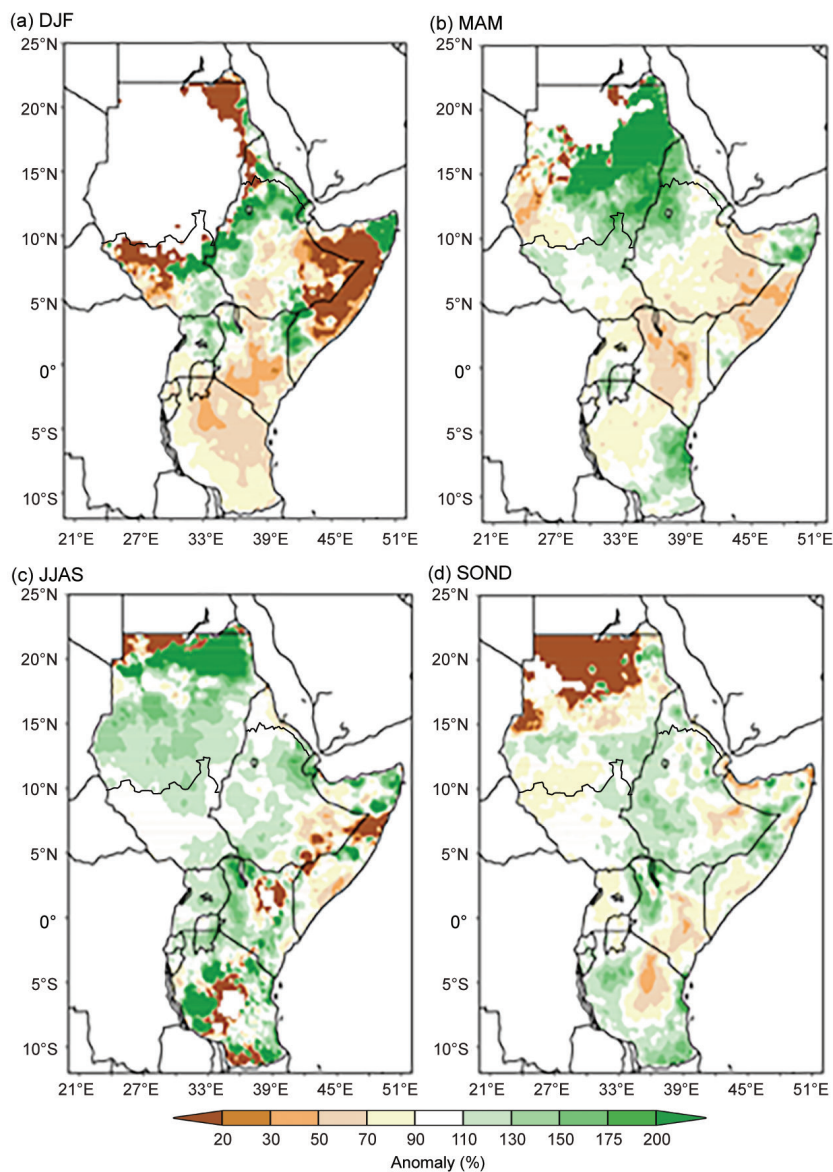 (a) DJF
25°N
20°N
15°N
10°N
5°N
0°
5°S
10°S
21°E 27°E 33°E 39°E 45°E 51°E
(b) MAM
25°N
20°N
15°N
10°N
5°N
0°
5°S
10°S
21°E 27°E 33°E 39°E 45°E 51°E
(c) JJAS
25°N
20°N
15°N
10°N
5°N
0°
5°S
10°S
21°E 27°E 33°E 39°E 45°E 51°E
(d) SOND
25°N
20°N
15°N
10°N
5°N
0°
5°S
10°S
21°E 27°E 33°E 39°E 45°E 51°E
20 30 50 70 90 110 130 150 175 200
Anomaly (%)